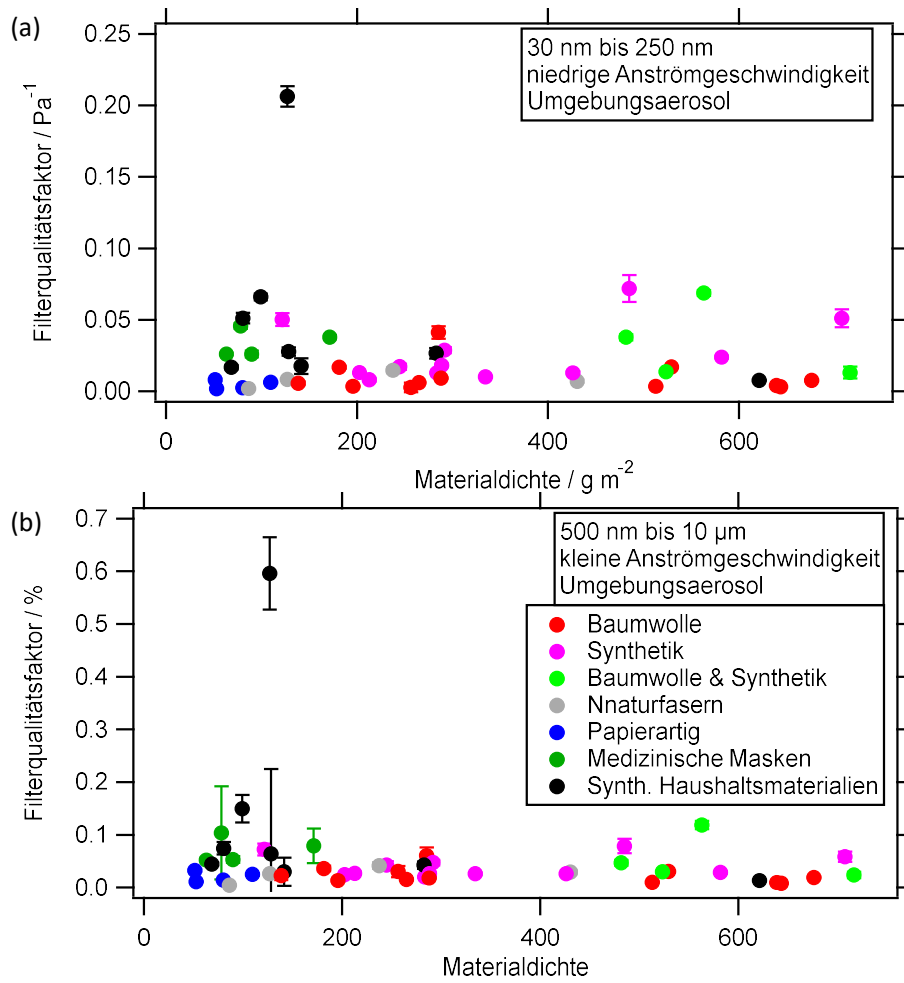 (a)
0.25
0.20
0.15
0.10
0.05
0.00
Filterqualitätsfaktor / Pa⁻¹
30 nm bis 250 nm
niedrige Anströmgeschwindigkeit
Umgebungsaerosol
0 200 400 600
Materialdichte / g m⁻²
(b)
0.7
0.6
0.5
0.4
0.3
0.2
0.1
0.0
Filterqualitätsfaktor / %
500 nm bis 10 µm
kleine Anströmgeschwindigkeit
Umgebungsaerosol
Baumwolle
Synthetik
Baumwolle & Synthetik
Nnaturfasern
Papierartig
Medizinische Masken
Synth. Haushaltsmaterialien
0 200 400 600
Materialdichte